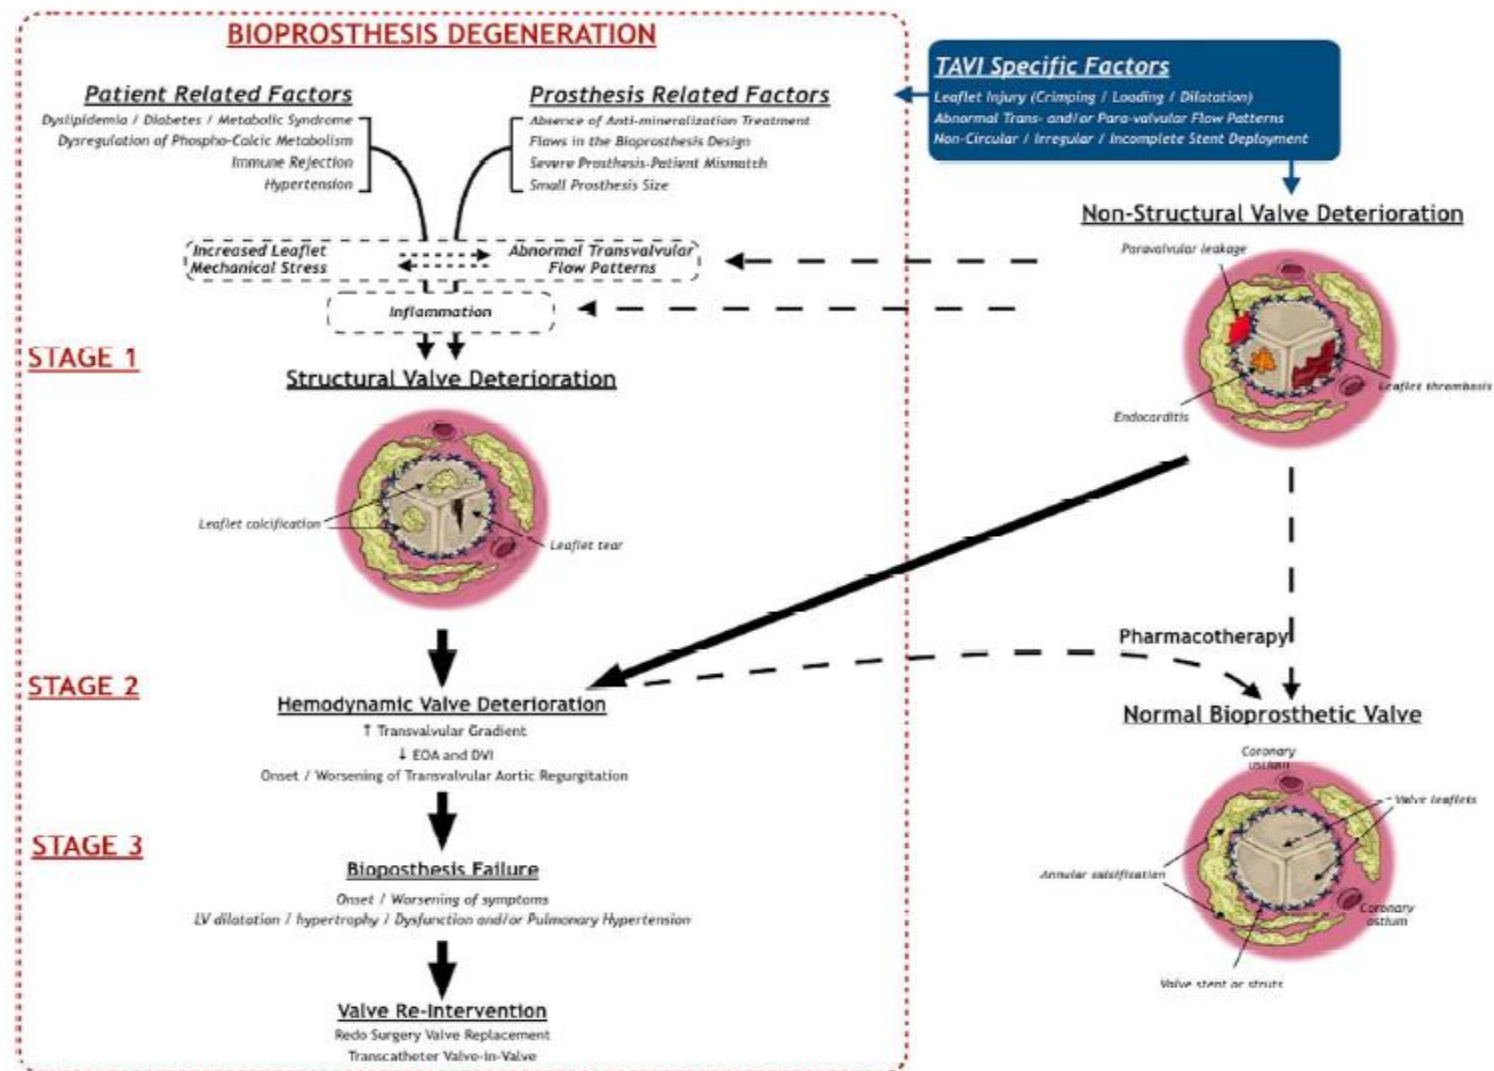 BIOPROSTHESIS DEGENERATION
Patient Related Factors
Dyslipidemia / Diabetes / Metabolic Syndrome
Dysregulation of Phospho-Calcic Metabolism
Immune Rejection
Hypertension
Prosthesis Related Factors
Absence of Anti-mineralization Treatment
Flaws in the Bioprosthesis Design
Severe Prosthesis-Patient Mismatch
Small Prosthesis Size
TAVI Specific Factors
Leaflet Injury (Crimping / Loading / Dilatation)
Abnormal Trans- and/or Para-valvular Flow Patterns
Non-Circular / Irregular / Incomplete Stent Deployment
Increased Leaflet
Mechanical Stress
Abnormal Transvalvular
Flow Patterns
Inflammation
Non-Structural Valve Deterioration
Paravalvular leakage
Leaflet thrombosis
Endocarditis
STAGE 1
Structural Valve Deterioration
Leaflet calcification
Leaflet tear
STAGE 2
Hemodynamic Valve Deterioration
↑ Transvalvular Gradient
↓ EOA and DVI
Onset / Worsening of Transvalvular Aortic Regurgitation
Pharmacotherapy
Normal Bioprosthetic Valve
Coronary
ostium
Valve leaflets
Annular calsification
Coronary
ostium
Valve stent or struts
STAGE 3
Bioposthesis Failure
Onset / Worsening of symptoms
LV dilatation / hypertrophy / Dysfunction and/or Pulmonary Hypertension
Valve Re-Intervention
Redo Surgery Valve Replacement
Transcatheter Valve-in-Valve